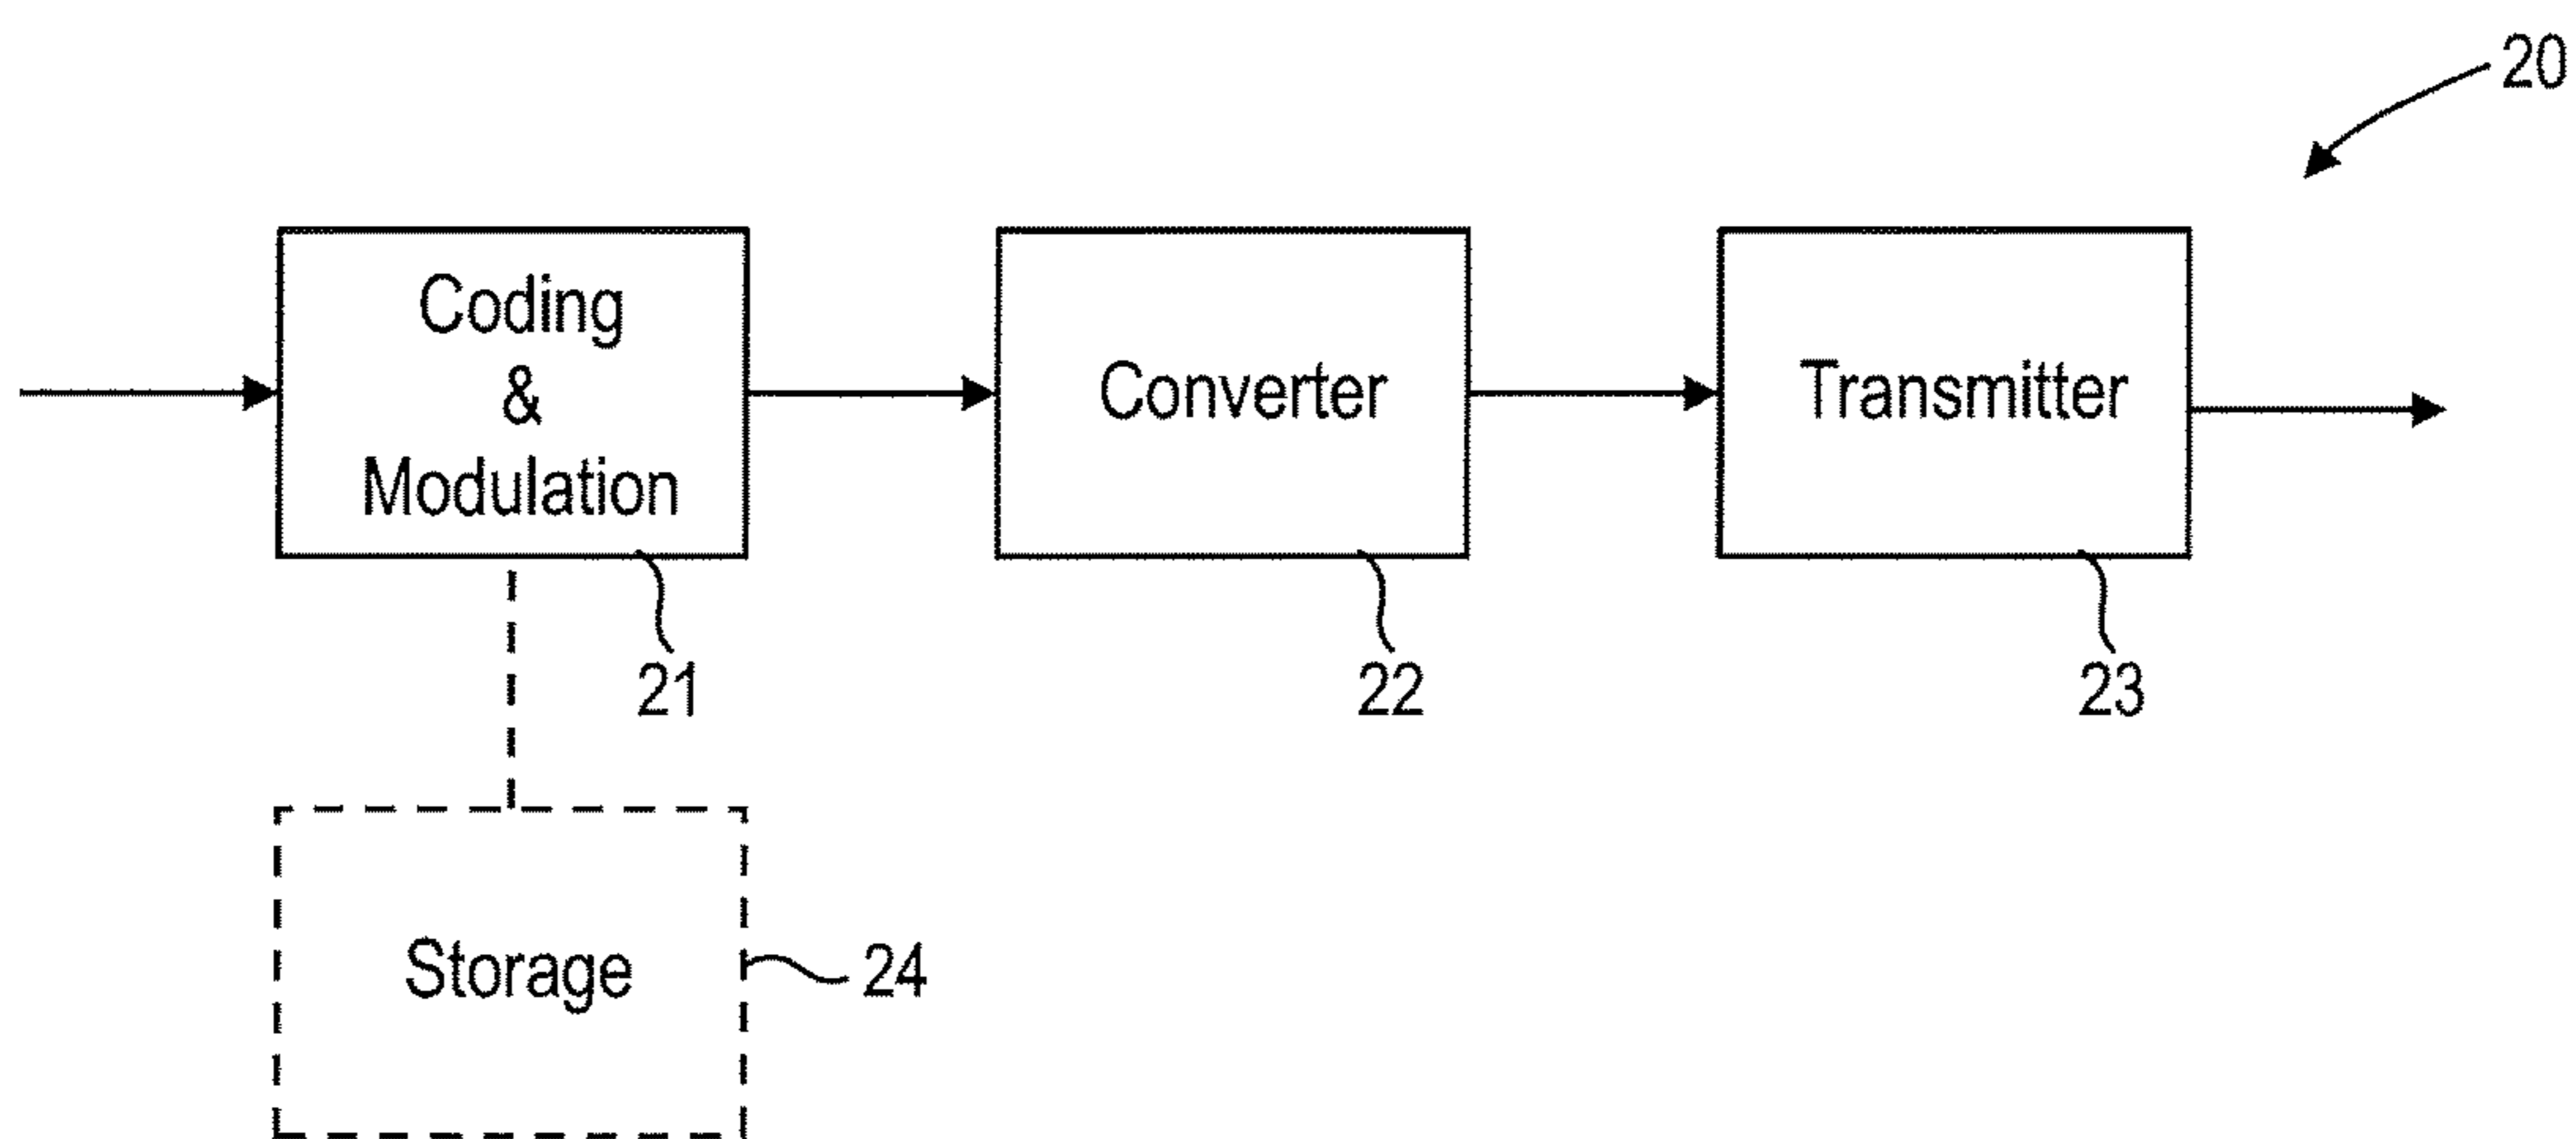 20
Coding
&
Modulation
Converter
Transmitter
21
22
23
Storage
24